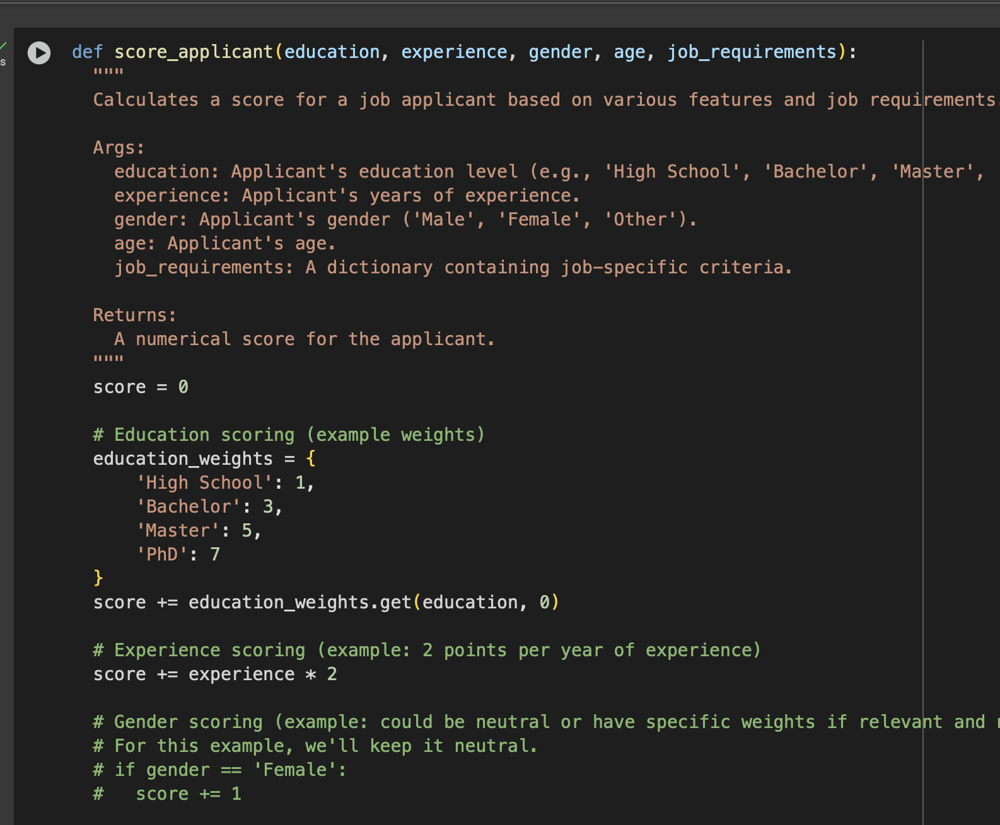 def score_applicant(education, experience, gender, age, job_requirements):
"""
Calculates a score for a job applicant based on various features and job requirements.
Args:
education: Applicant's education level (e.g., 'High School', 'Bachelor', 'Master',
experience: Applicant's years of experience.
gender: Applicant's gender ('Male', 'Female', 'Other').
age: Applicant's age.
job_requirements: A dictionary containing job-specific criteria.
Returns:
A numerical score for the applicant.
"""
score = 0
# Education scoring (example weights)
education_weights = {
'High School': 1,
'Bachelor': 3,
'Master': 5,
'PhD': 7
}
score += education_weights.get(education, 0)
# Experience scoring (example: 2 points per year of experience)
score += experience * 2
# Gender scoring (example: could be neutral or have specific weights if relevant and
# For this example, we'll keep it neutral.
# if gender == 'Female':
#   score += 1